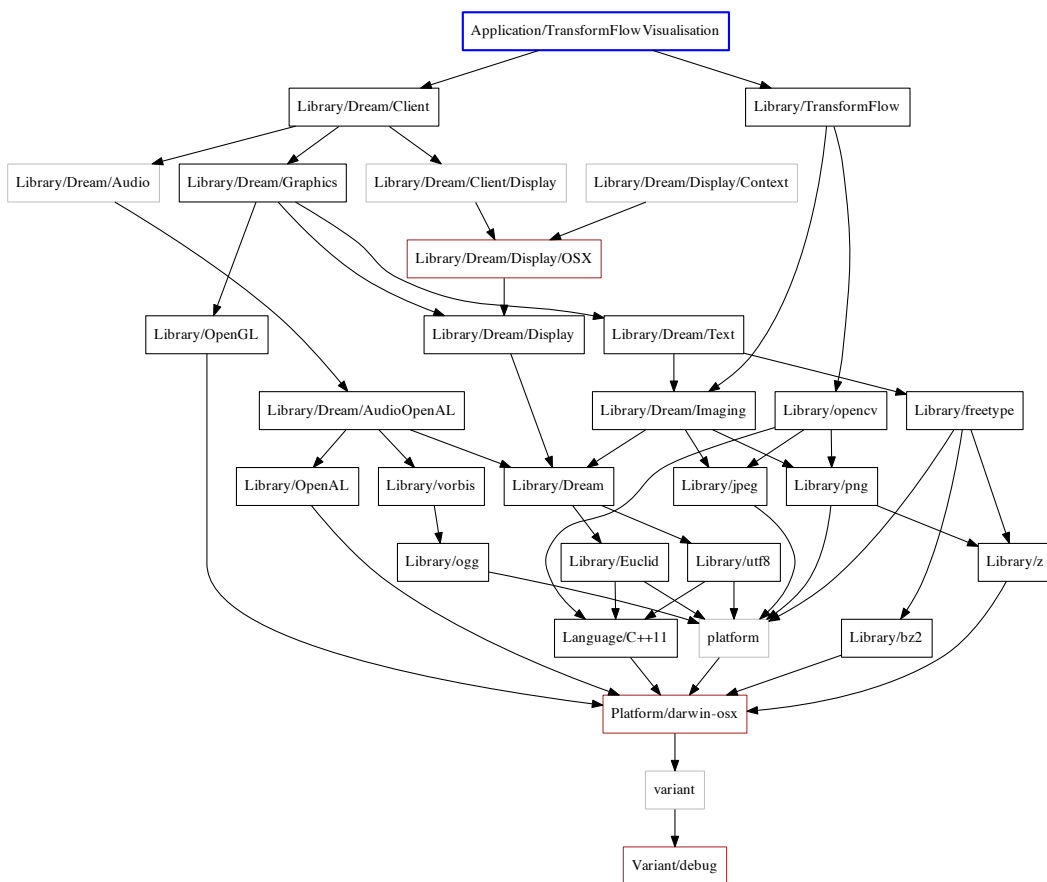 Application/TransformFlowVisualisation
Library/Dream/Client
Library/TransformFlow
Library/Dream/Audio
Library/Dream/Graphics
Library/Dream/Client/Display
Library/Dream/Display/Context
Library/Dream/Display/OSX
Library/OpenGL
Library/Dream/Display
Library/Dream/Text
Library/Dream/AudioOpenAL
Library/Dream/Imaging
Library/opencv
Library/freetype
Library/OpenAL
Library/vorbis
Library/Dream
Library/jpeg
Library/png
Library/ogg
Library/Euclid
Library/utf8
Library/z
Language/C++11
platform
Library/bz2
Platform/darwin-osx
variant
Variant/debug